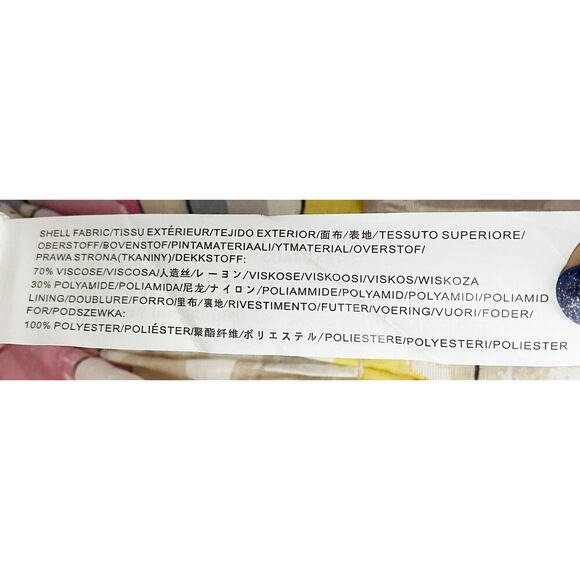 SHELL FABRIC/TISSU EXTÉRIEUR/TEJIDO EXTERIOR/面布/表地/TESSUTO SUPERIORE/
OBERSTOFF/BOVENSTOF/PINTAMATERIAALI/YTMATERIAL/OVERSTOF/
PRAWA STRONA(TKANINY)/DEKKSTOFF:
70% VISCOSE/VISCOSA/人造丝/レーヨン/VISKOSE/VISKOOSI/VISKOS/WISKOZA
30% POLYAMIDE/POLIAMIDA/尼龙/ナイロン/POLIAMMIDE/POLYAMID/POLYAMIDI/POLIAMID
LINING/DOUBLURE/FORRO/里布/裏地/RIVESTIMENTO/FUTTER/VOERING/VUORI/FODER/
FOR/PODSZEWKA:
100% POLYESTER/POLIÉSTER/聚酯纤维/ポリエステル/POLIESTERE/POLYESTERI/POLIESTER